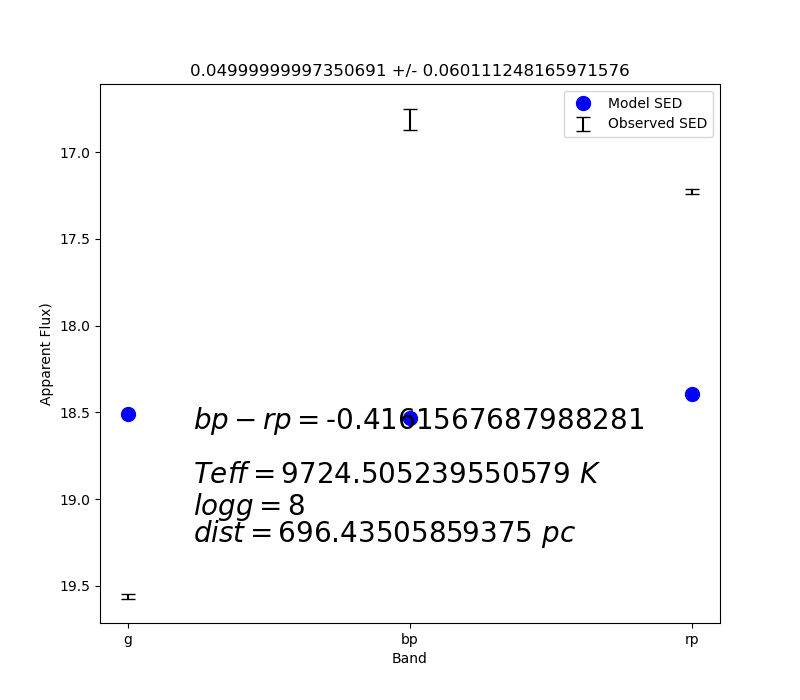 0.04999999997350691 +/- 0.060111248165971576
Model SED
Observed SED
17.0
17.5
18.0
18.5
19.0
19.5
Apparent Flux)
bp − rp = -0.4161567687988281
Teff = 9724.505239550579 K
logg = 8
dist = 696.43505859375 pc
g
bp
rp
Band